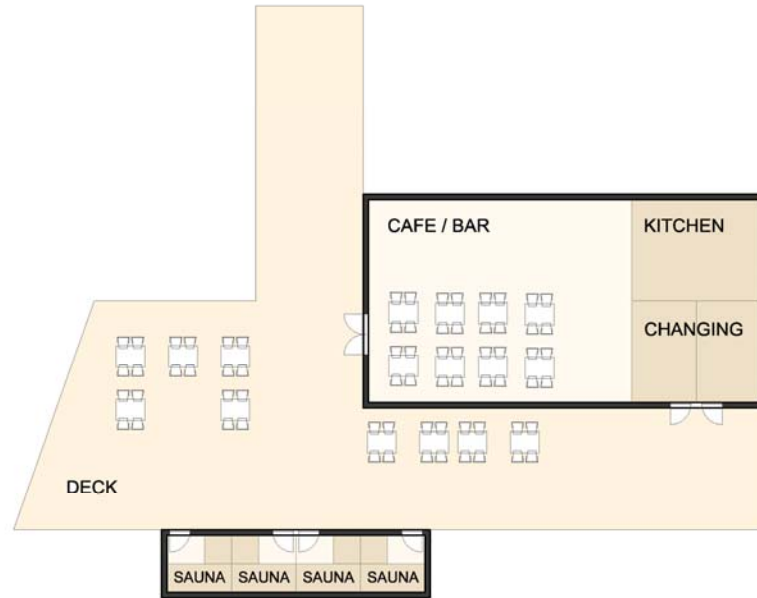 CAFE / BAR
KITCHEN
CHANGING
DECK
SAUNA SAUNA SAUNA SAUNA